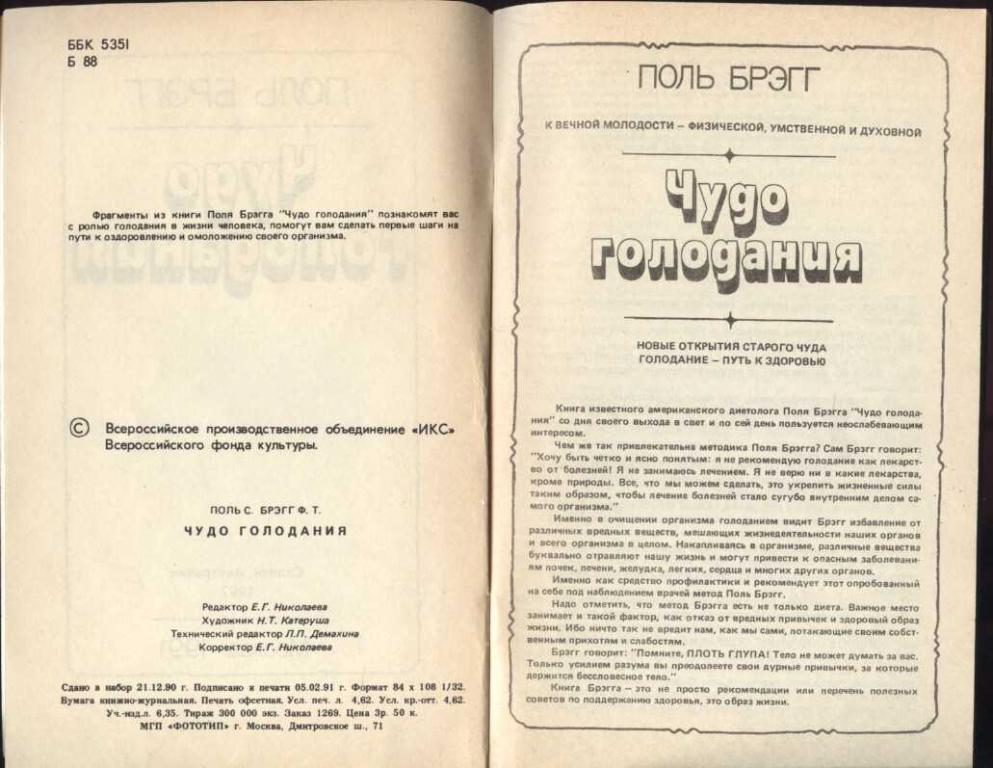 ББК 5351
Б 88
Фрагменты из книги Поля Брэгга "Чудо голодания" познакомят вас
с ролью голодания в жизни человека, помогут вам сделать первые шаги на
пути к оздоровлению и омоложению своего организма.
© Всероссийское производственное объединение «ИКС»
Всероссийского фонда культуры.
ПОЛЬ С. БРЭГГ Ф. Т.
ЧУДО ГОЛОДАНИЯ
Редактор Е.Г. Николаева
Художник Н.Т. Катеруша
Технический редактор Л.П. Демахина
Корректор Е.Г. Николаева
Сдано в набор 21.12.90 г. Подписано к печати 05.02.91 г. Формат 84 х 108 1/32.
Бумага книжно-журнальная. Печать офсетная. Усл. печ. л. 4,62. Усл. кр.-отт. 4,62.
Уч.-изд.л. 6,35. Тираж 300 000 экз. Заказ 1269. Цена 3р. 50 к.
МГП «ФОТОТИП» г. Москва, Дмитровское ш., 71
ПОЛЬ БРЭГГ
К ВЕЧНОЙ МОЛОДОСТИ – ФИЗИЧЕСКОЙ, УМСТВЕННОЙ И ДУХОВНОЙ
Чудо
голодания
НОВЫЕ ОТКРЫТИЯ СТАРОГО ЧУДА
ГОЛОДАНИЕ – ПУТЬ К ЗДОРОВЬЮ
Книга известного американского диетолога Поля Брэгга "Чудо голода-
ния" со дня своего выхода в свет и по сей день пользуется неослабевающим
интересом.
Чем же так привлекательна методика Поля Брэгга? Сам Брэгг говорит:
"Хочу быть четко и ясно понятым: я не рекомендую голодание как лекарст-
во от болезней! Я не занимаюсь лечением. Я не верю ни в какие лекарства,
кроме природы. Все, что мы можем сделать, это укрепить жизненные силы
таким образом, чтобы лечение болезней стало сугубо внутренним делом са-
мого организма."
Именно в очищении организма голоданием видит Брэгг избавление от
различных вредных веществ, мешающих жизнедеятельности наших органов
и всего организма в целом. Накапливаясь в организме, различные вещества
буквально отравляют нашу жизнь и могут привести к опасным заболевани-
ям почек, печени, желудка, легких, сердца и многих других органов.
Именно как средство профилактики и рекомендует этот опробованный
на себе под наблюдением врачей метод Поль Брэгг.
Надо отметить, что метод Брэгга есть не только диета. Важное место
занимает и такой фактор, как отказ от вредных привычек и здоровый образ
жизни. Ибо ничто так не вредит нам, как мы сами, потакающие своим собст-
венным прихотям и слабостям.
Брэгг говорит: "Помните, ПЛОТЬ ГЛУПА! Тело не может думать за вас.
Только усилием разума вы преодолеете свои дурные привычки, за которые
держится бессловесное тело."
Книга Брэгга – это не просто рекомендации или перечень полезных
советов по поддержанию здоровья, это образ жизни.